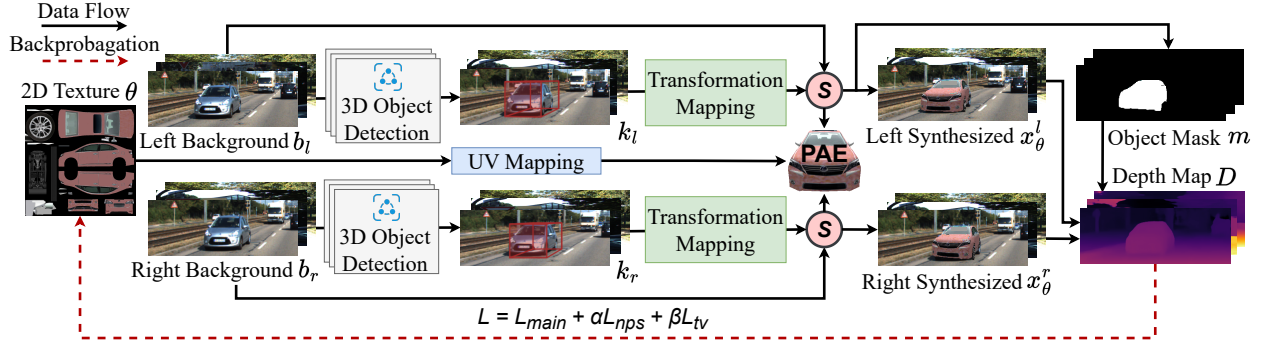 Data Flow
Backprobagation
2D Texture θ
Left Background b_l
3D Object
Detection
k_l
Transformation
Mapping
S
Left Synthesized x_θ^l
Object Mask m
UV Mapping
PAE
Depth Map D
Right Background b_r
3D Object
Detection
k_r
Transformation
Mapping
S
Right Synthesized x_θ^r
L = L_main + αL_nps + βL_tv